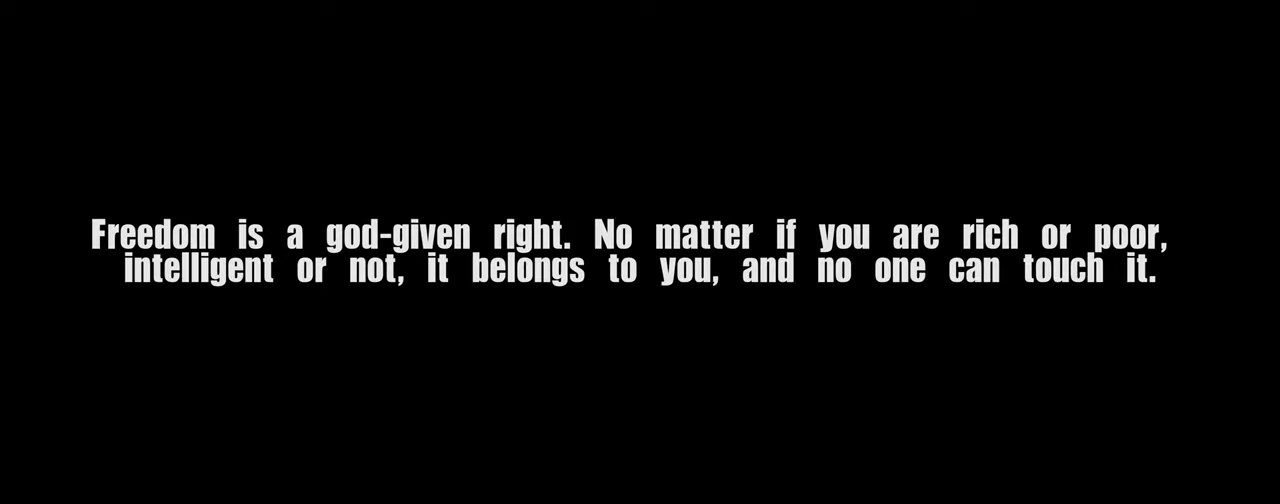 Freedom is a god-given right. No matter if you are rich or poor,
intelligent or not, it belongs to you, and no one can touch it.